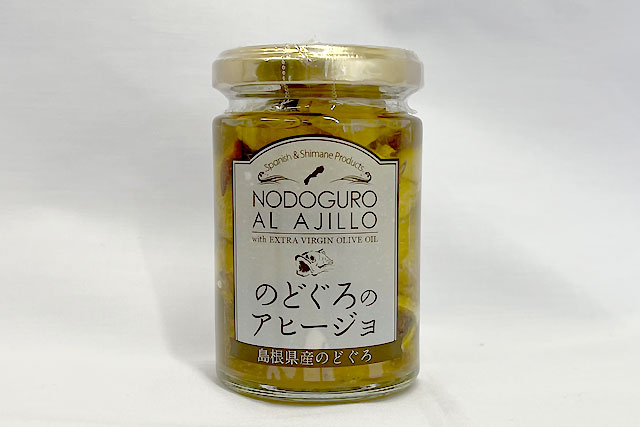 Spanish & Shimane Products
NODOGURO
AL AJILLO
with EXTRA VIRGIN OLIVE OIL
のどぐろの
アヒージョ
島根県産のどぐろ